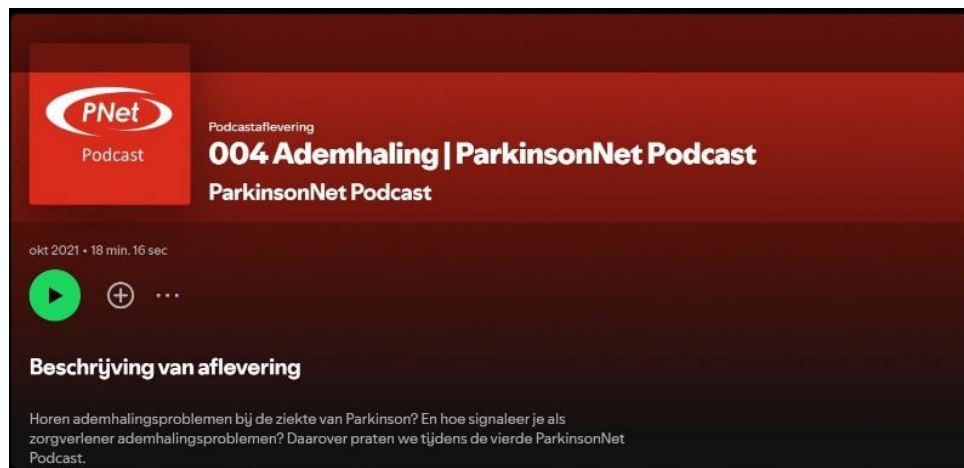 PNet
Podcast
Podcastaflevering
004 Ademhaling | ParkinsonNet Podcast
ParkinsonNet Podcast
okt 2021 • 18 min. 16 sec
Beschrijving van aflevering
Horen ademhalingsproblemen bij de ziekte van Parkinson? En hoe signaleer je als
zorgverlener ademhalingsproblemen? Daarover praten we tijdens de vierde ParkinsonNet
Podcast.